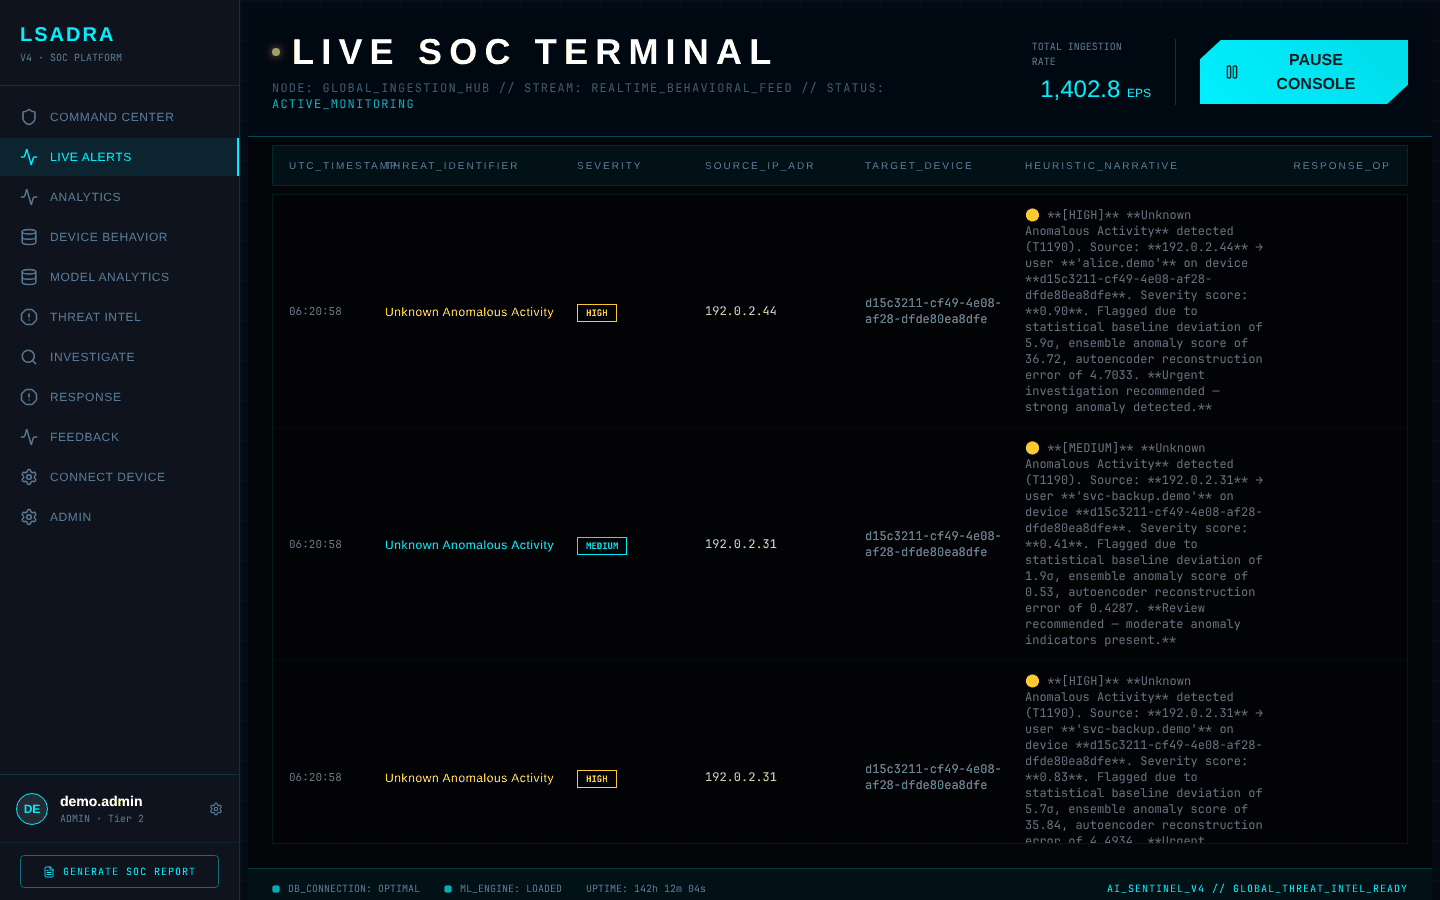 LSADRA
V4 · SOC PLATFORM
COMMAND CENTER
LIVE ALERTS
ANALYTICS
DEVICE BEHAVIOR
MODEL ANALYTICS
THREAT INTEL
INVESTIGATE
RESPONSE
FEEDBACK
CONNECT DEVICE
ADMIN
DE
demo.admin
ADMIN · Tier 2
GENERATE SOC REPORT
LIVE SOC TERMINAL
NODE: GLOBAL_INGESTION_HUB // STREAM: REALTIME_BEHAVIORAL_FEED // STATUS:
ACTIVE_MONITORING
TOTAL INGESTION
RATE
1,402.8 EPS
PAUSE
CONSOLE
UTC_TIMESTAMP THREAT_IDENTIFIER SEVERITY SOURCE_IP_ADR TARGET_DEVICE HEURISTIC_NARRATIVE RESPONSE_OP
06:20:58 Unknown Anomalous Activity HIGH 192.0.2.44
d15c3211-cf49-4e08-
af28-dfde80ea8dfe
**[HIGH]** **Unknown
Anomalous Activity** detected
(T1190). Source: **192.0.2.44** →
user **'alice.demo'** on device
**d15c3211-cf49-4e08-af28-
dfde80ea8dfe**. Severity score:
**0.90**. Flagged due to
statistical baseline deviation of
5.9σ, ensemble anomaly score of
36.72, autoencoder reconstruction
error of 4.7033. **Urgent
investigation recommended —
strong anomaly detected.**
06:20:58 Unknown Anomalous Activity MEDIUM 192.0.2.31
d15c3211-cf49-4e08-
af28-dfde80ea8dfe
**[MEDIUM]** **Unknown
Anomalous Activity** detected
(T1190). Source: **192.0.2.31** →
user **'svc-backup.demo'** on
device **d15c3211-cf49-4e08-af28-
dfde80ea8dfe**. Severity score:
**0.41**. Flagged due to
statistical baseline deviation of
1.9σ, ensemble anomaly score of
0.53, autoencoder reconstruction
error of 0.4287. **Review
recommended — moderate anomaly
indicators present.**
06:20:58 Unknown Anomalous Activity HIGH 192.0.2.31
d15c3211-cf49-4e08-
af28-dfde80ea8dfe
**[HIGH]** **Unknown
Anomalous Activity** detected
(T1190). Source: **192.0.2.31** →
user **'svc-backup.demo'** on
device **d15c3211-cf49-4e08-af28-
dfde80ea8dfe**. Severity score:
**0.83**. Flagged due to
statistical baseline deviation of
5.7σ, ensemble anomaly score of
35.84, autoencoder reconstruction
error of 4.4934. **Urgent
DB_CONNECTION: OPTIMAL ML_ENGINE: LOADED UPTIME: 142h 12m 04s
AI_SENTINEL_V4 // GLOBAL_THREAT_INTEL_READY